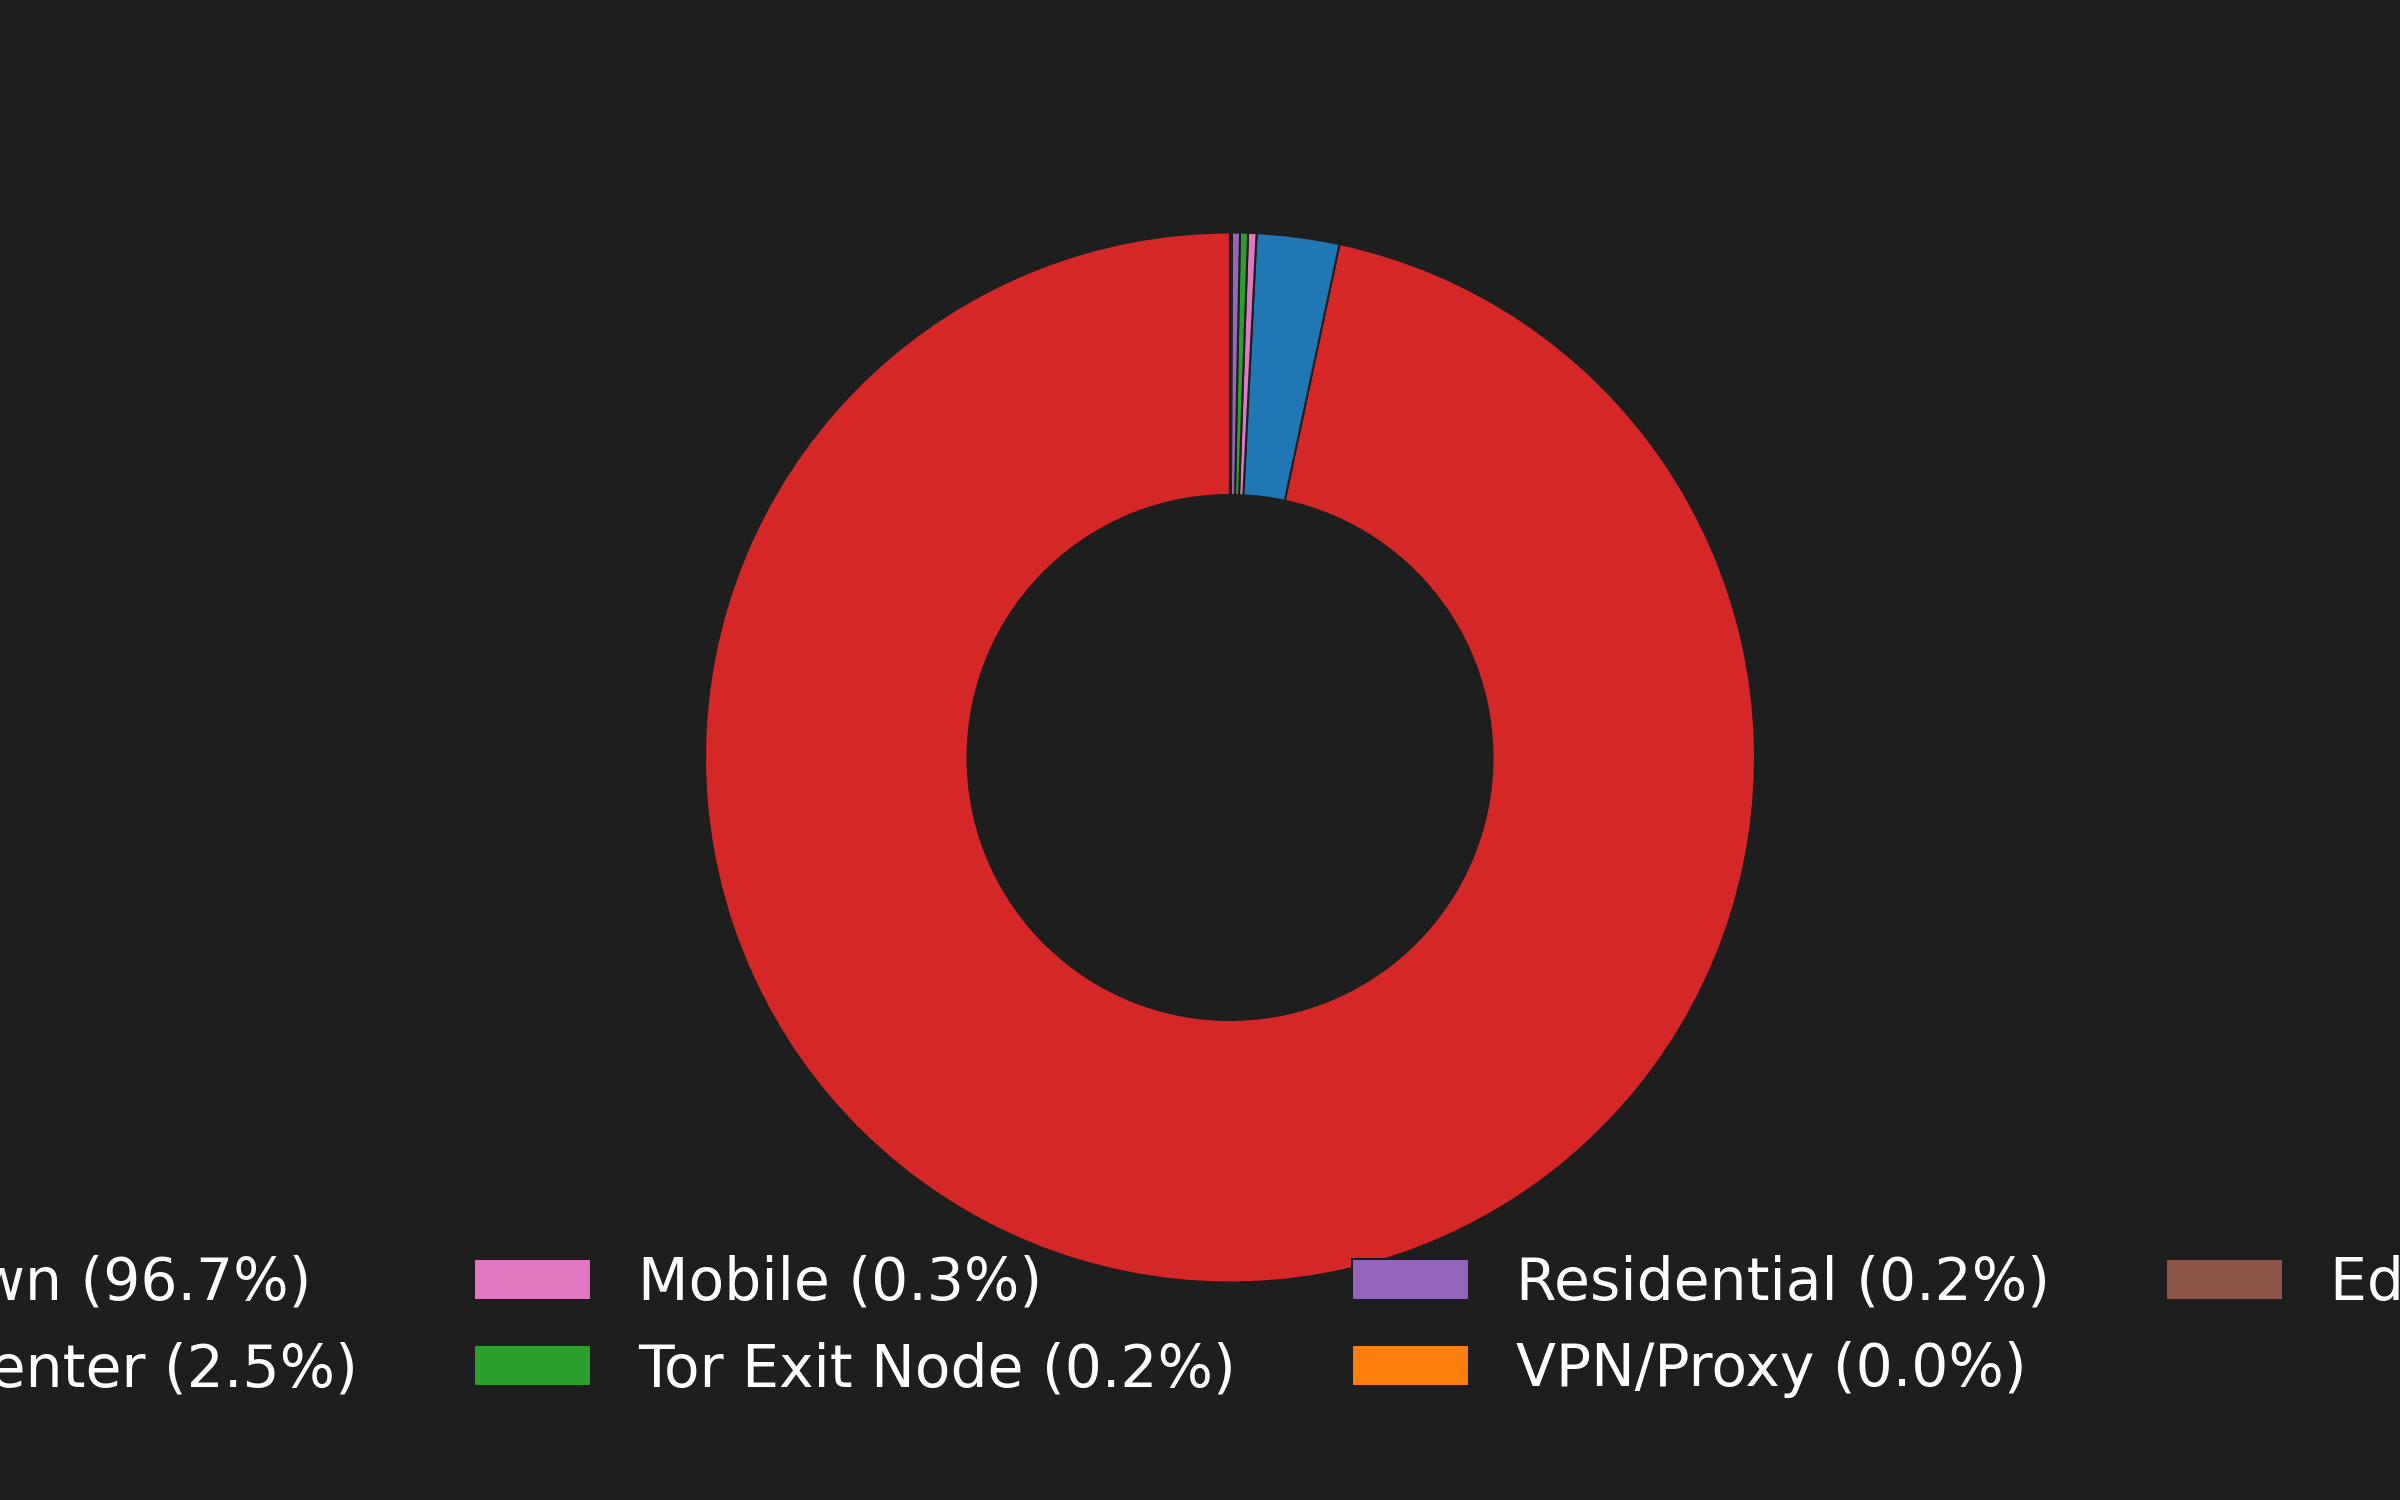 wn (96.7%) Mobile (0.3%) Residential (0.2%) Ed
enter (2.5%) Tor Exit Node (0.2%) VPN/Proxy (0.0%)